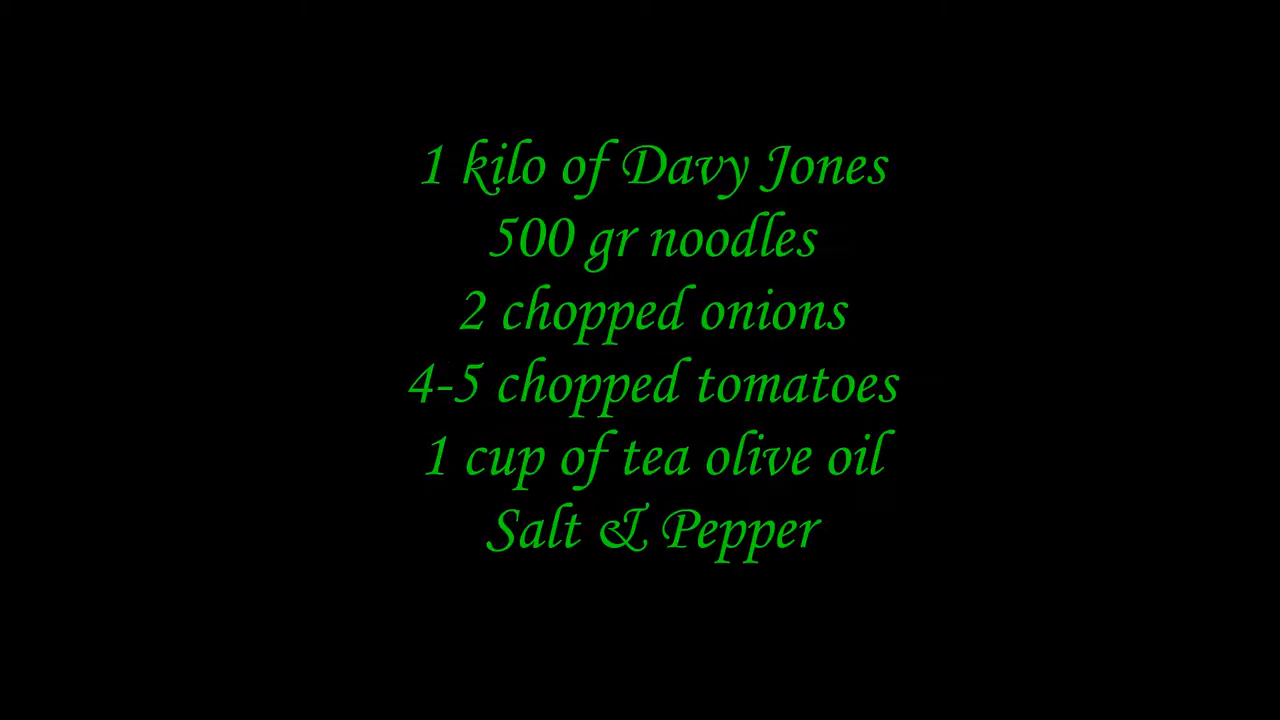 1 kilo of Davy Jones
500 gr noodles
2 chopped onions
4-5 chopped tomatoes
1 cup of tea olive oil
Salt & Pepper